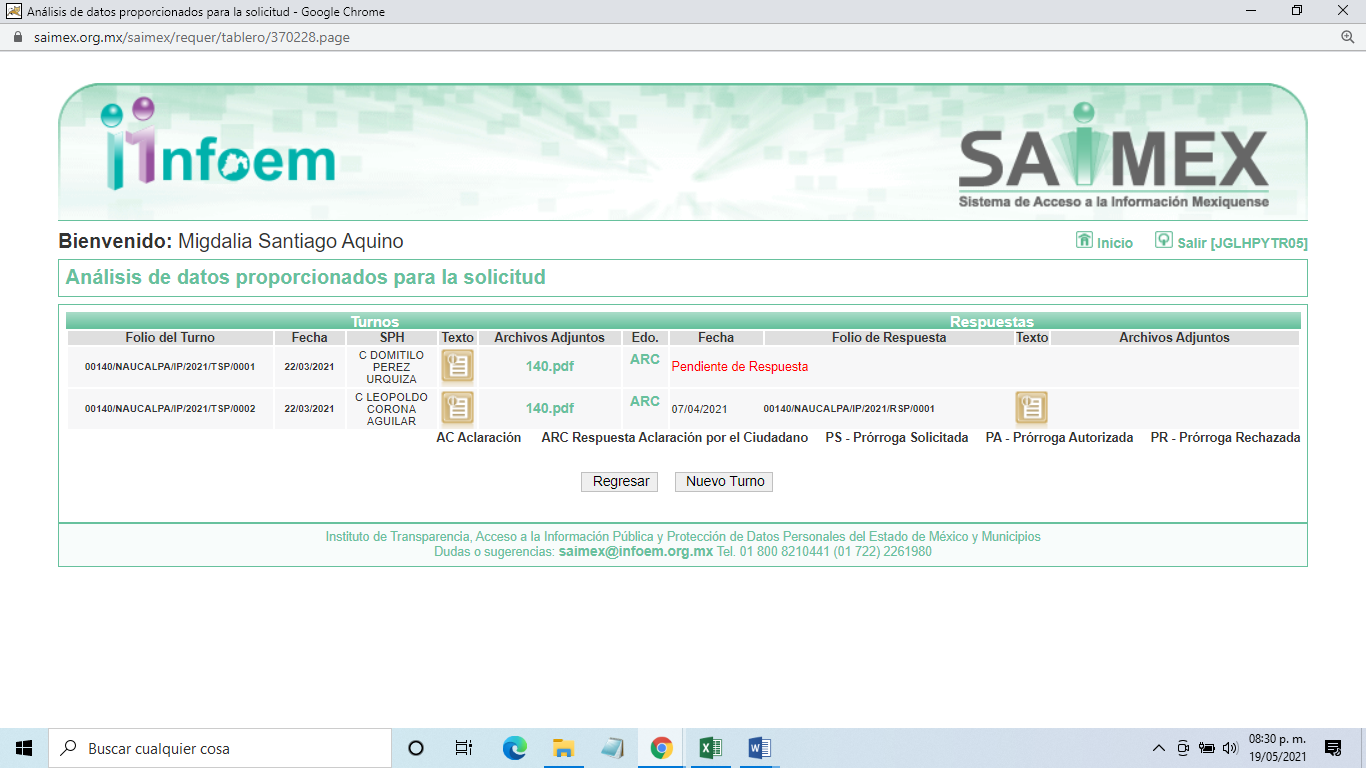 Análisis de datos proporcionados para la solicitud - Google Chrome
saimex.org.mx/saimex/requer/tablero/370228.page
infoem
SAIMEX
Sistema de Acceso a la Información Mexiquense
Bienvenido: Migdalia Santiago Aquino
Inicio Salir [JGLHPYTR05]
Análisis de datos proporcionados para la solicitud
Turnos Respuestas
Folio del Turno Fecha SPH Texto Archivos Adjuntos Edo. Fecha Folio de Respuesta Texto Archivos Adjuntos
00140/NAUCALPA/IP/2021/TSP/0001 22/03/2021 C DOMITILO PEREZ URQUIZA 140.pdf ARC Pendiente de Respuesta
00140/NAUCALPA/IP/2021/TSP/0002 22/03/2021 C LEOPOLDO CORONA AGUILAR 140.pdf ARC 07/04/2021 00140/NAUCALPA/IP/2021/RSP/0001
AC Aclaración ARC Respuesta Aclaración por el Ciudadano PS - Prórroga Solicitada PA - Prórroga Autorizada PR - Prórroga Rechazada
Regresar Nuevo Turno
Instituto de Transparencia, Acceso a la Información Pública y Protección de Datos Personales del Estado de México y Municipios
Dudas o sugerencias: saimex@infoem.org.mx Tel. 01 800 8210441 (01 722) 2261980
Buscar cualquier cosa
08:30 p. m.
19/05/2021